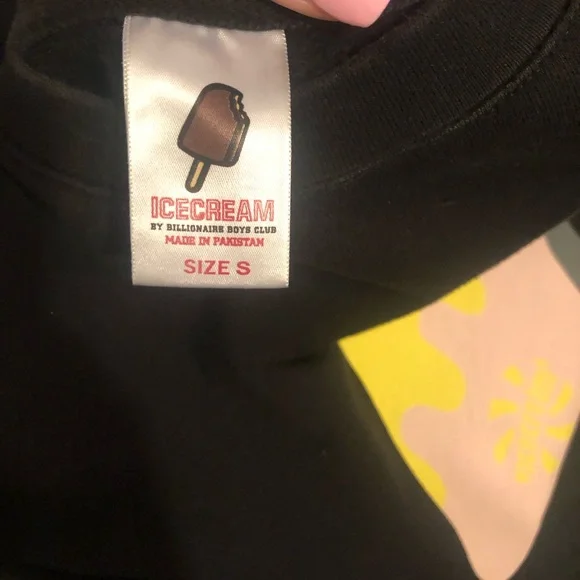 ICECREAM
BY BILLIONAIRE BOYS CLUB
MADE IN PAKISTAN
SIZE S